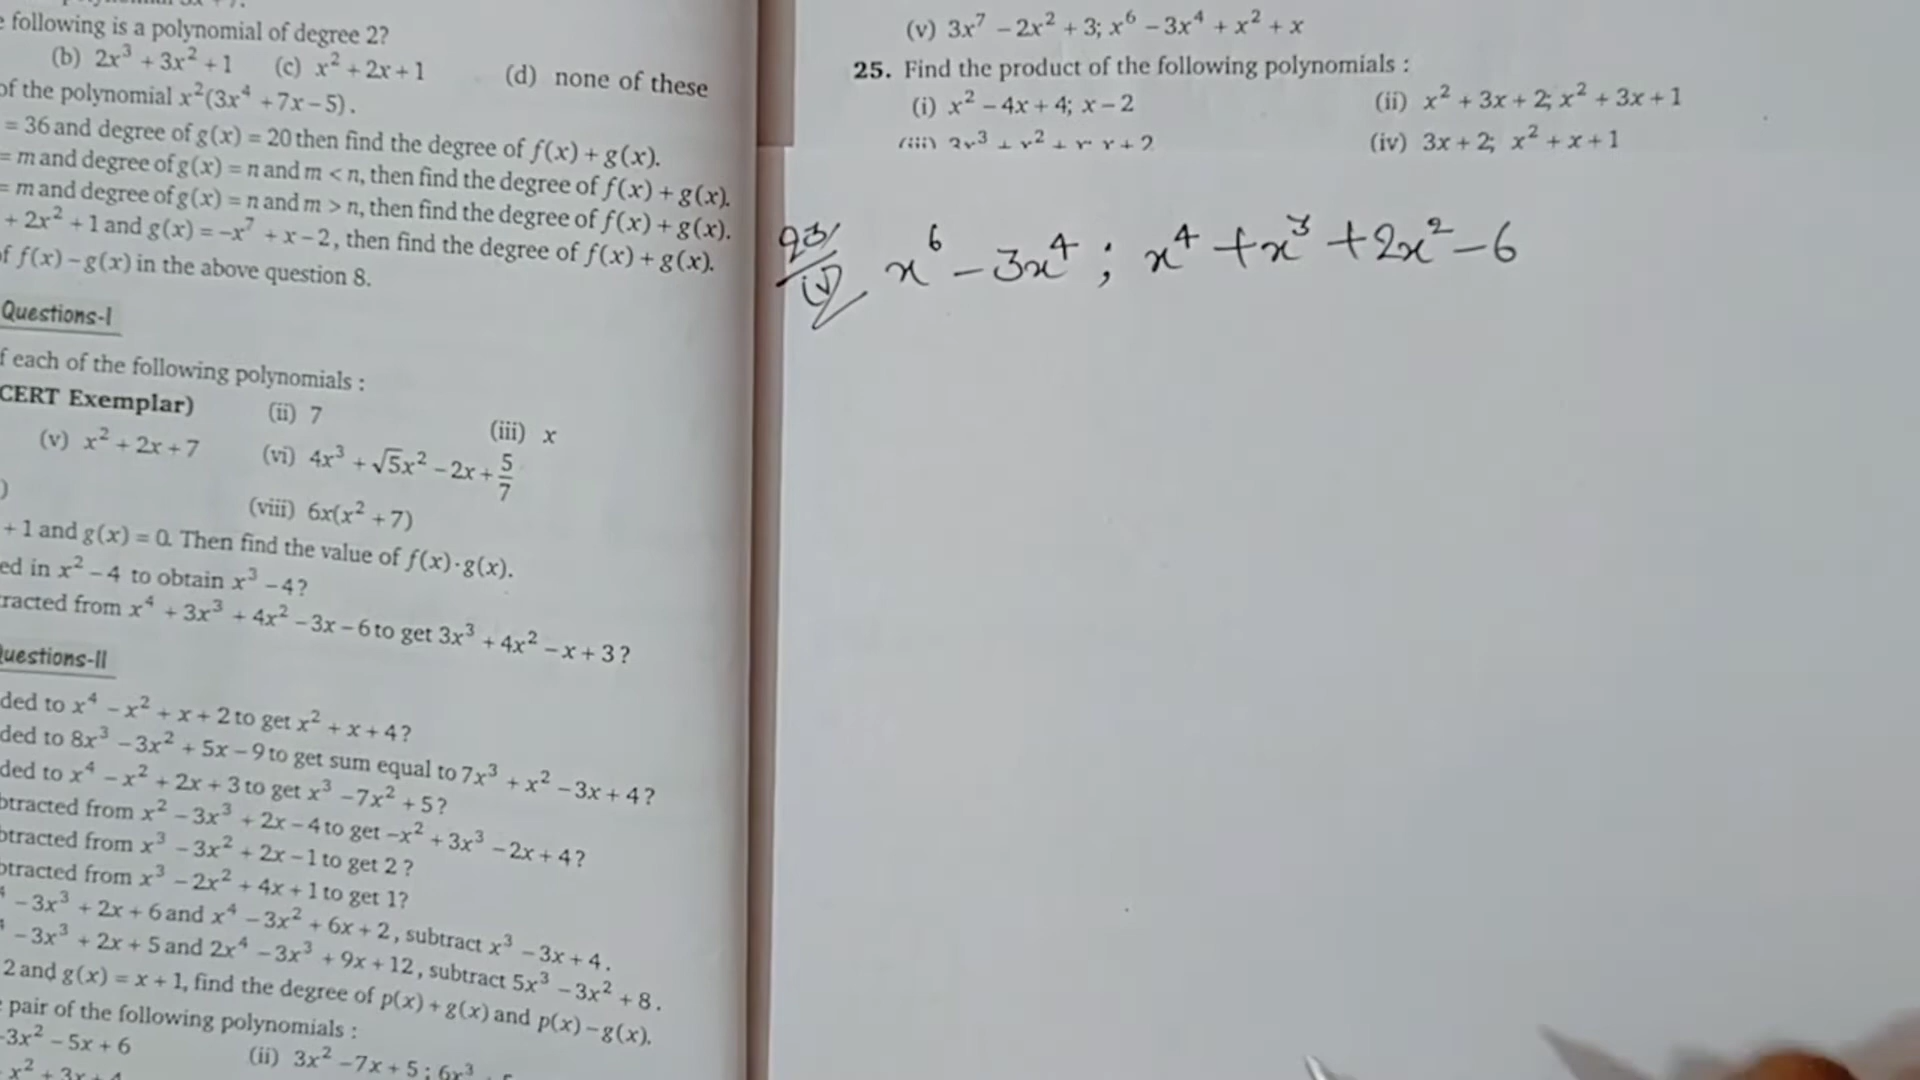 following is a polynomial of degree 2?
(b) 2x³ + 3x² + 1 (c) x² + 2x + 1 (d) none of these
of the polynomial x²(3x⁴ + 7x − 5).
= 36 and degree of g(x) = 20 then find the degree of f(x) + g(x).
= m and degree of g(x) = n and m < n, then find the degree of f(x) + g(x).
= m and degree of g(x) = n and m > n, then find the degree of f(x) + g(x).
+ 2x² + 1 and g(x) = −x⁷ + x − 2, then find the degree of f(x) + g(x).
f f(x) − g(x) in the above question 8.
Questions-I
f each of the following polynomials :
CERT Exemplar) (ii) 7 (iii) x
(v) x² + 2x + 7 (vi) 4x³ + √5x² − 2x + 5/7
) (viii) 6x(x² + 7)
+ 1 and g(x) = 0. Then find the value of f(x)·g(x).
ed in x² − 4 to obtain x³ − 4?
racted from x⁴ + 3x³ + 4x² − 3x − 6 to get 3x³ + 4x² − x + 3?
uestions-II
ded to x⁴ − x² + x + 2 to get x² + x + 4?
ded to 8x³ − 3x² + 5x − 9 to get sum equal to 7x³ + x² − 3x + 4?
ded to x⁴ − x² + 2x + 3 to get x³ − 7x² + 5?
btracted from x² − 3x³ + 2x − 4 to get −x² + 3x³ − 2x + 4?
btracted from x³ − 3x² + 2x − 1 to get 2?
btracted from x³ − 2x² + 4x + 1 to get 1?
⁴ − 3x³ + 2x + 6 and x⁴ − 3x² + 6x + 2, subtract x³ − 3x + 4.
⁴ − 3x³ + 2x + 5 and 2x⁴ − 3x³ + 9x + 12, subtract 5x³ − 3x² + 8.
2 and g(x) = x + 1, find the degree of p(x) + g(x) and p(x) − g(x).
pair of the following polynomials :
3x² − 5x + 6 (ii) 3x² − 7x + 5 ; 6x³
x² + 3x + 4
(v) 3x⁷ − 2x² + 3; x⁶ − 3x⁴ + x² + x
25. Find the product of the following polynomials :
(i) x² − 4x + 4; x − 2 (ii) x² + 3x + 2; x² + 3x + 1
(iii) 2x³ + x² + x; x + 2 (iv) 3x + 2; x² + x + 1
23/(iv) x⁶ − 3x⁴ ; x⁴ + x³ + 2x² − 6